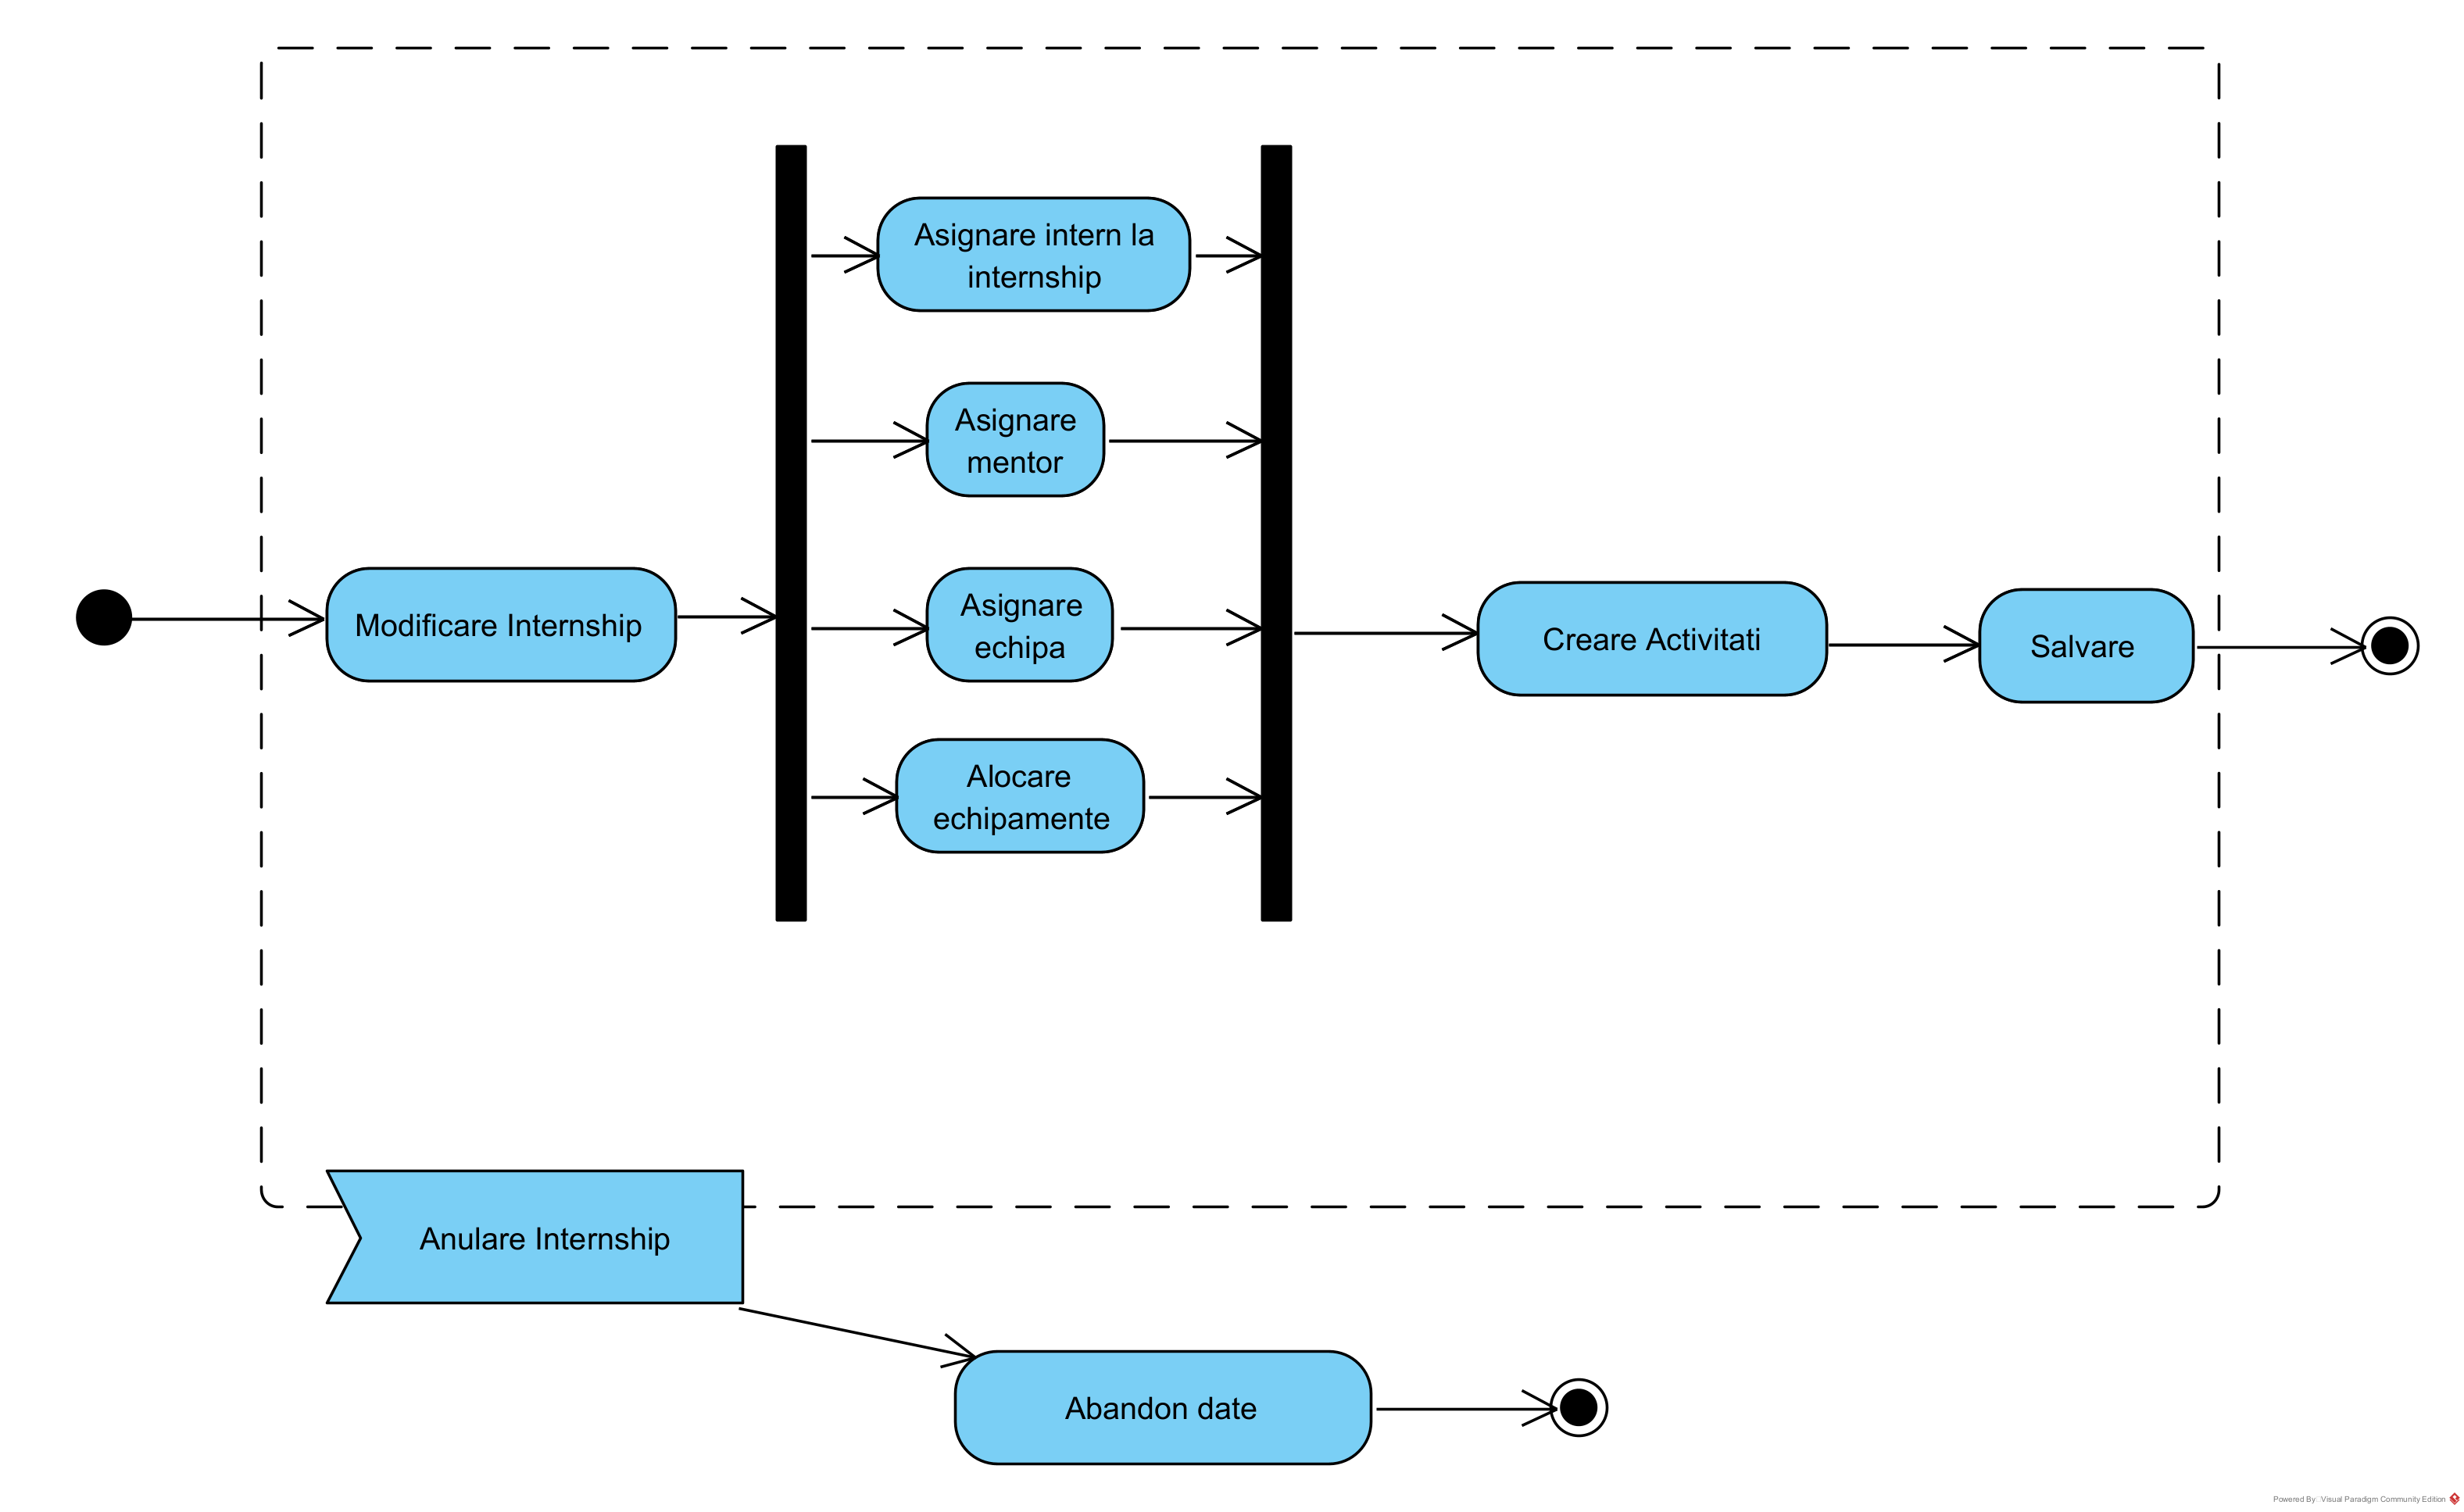 Asignare intern la
internship
Asignare
mentor
Modificare Internship
Asignare
echipa
Creare Activitati
Salvare
Alocare
echipamente
Anulare Internship
Abandon date
Powered By Visual Paradigm Community Edition